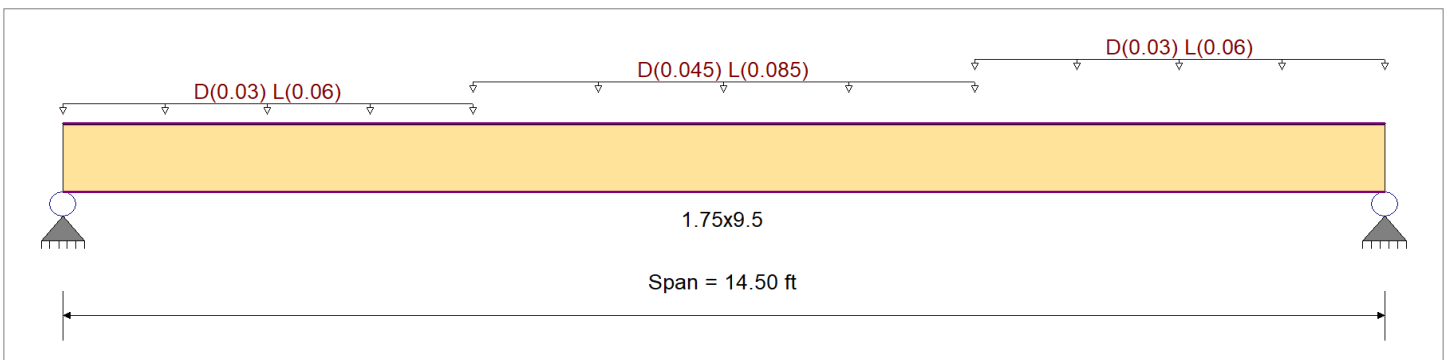 D(0.03) L(0.06)
D(0.045) L(0.085)
D(0.03) L(0.06)
1.75x9.5
Span = 14.50 ft